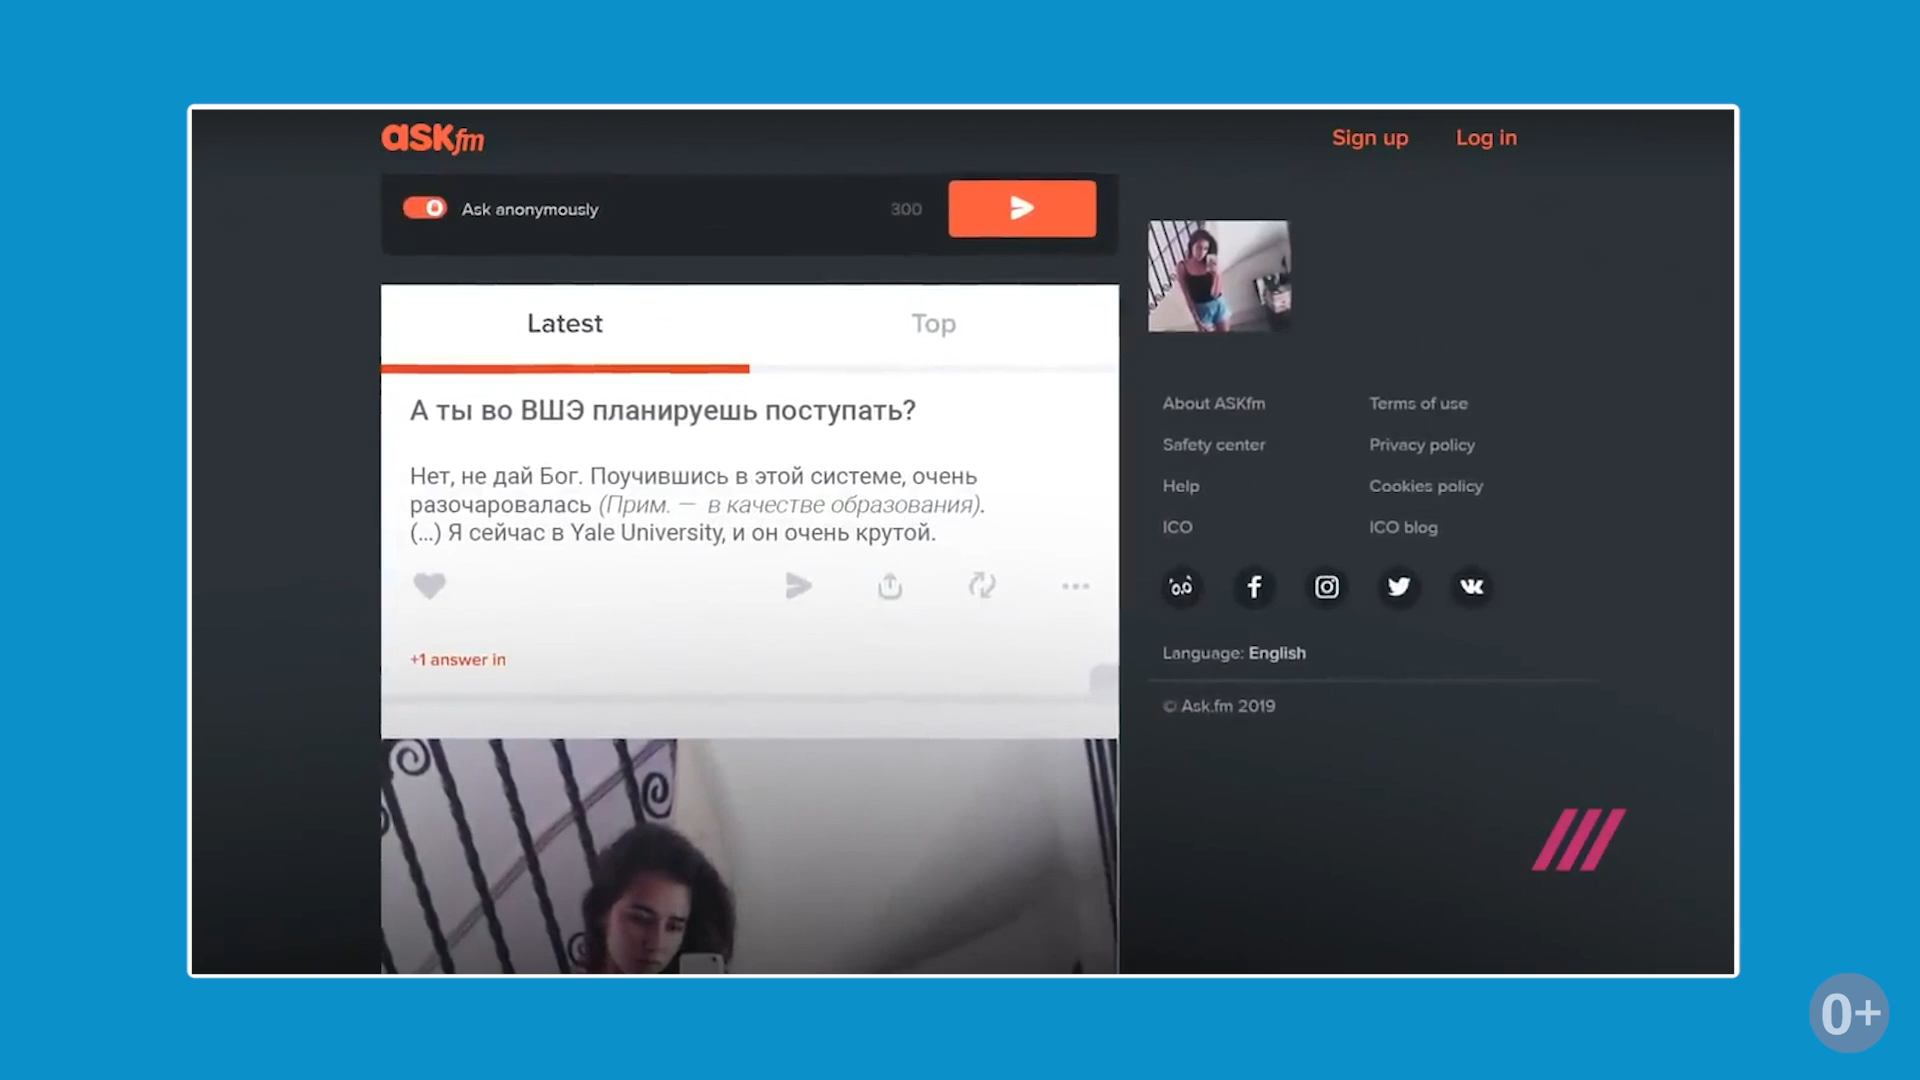 ASKfm
Sign up
Log in
Ask anonymously
300
Latest
Top
А ты во ВШЭ планируешь поступать?
Нет, не дай Бог. Поучившись в этой системе, очень
разочаровалась (Прим. — в качестве образования).
(...) Я сейчас в Yale University, и он очень крутой.
+1 answer in
About ASKfm
Terms of use
Safety center
Privacy policy
Help
Cookies policy
ICO
ICO blog
Language: English
© Ask.fm 2019
0+